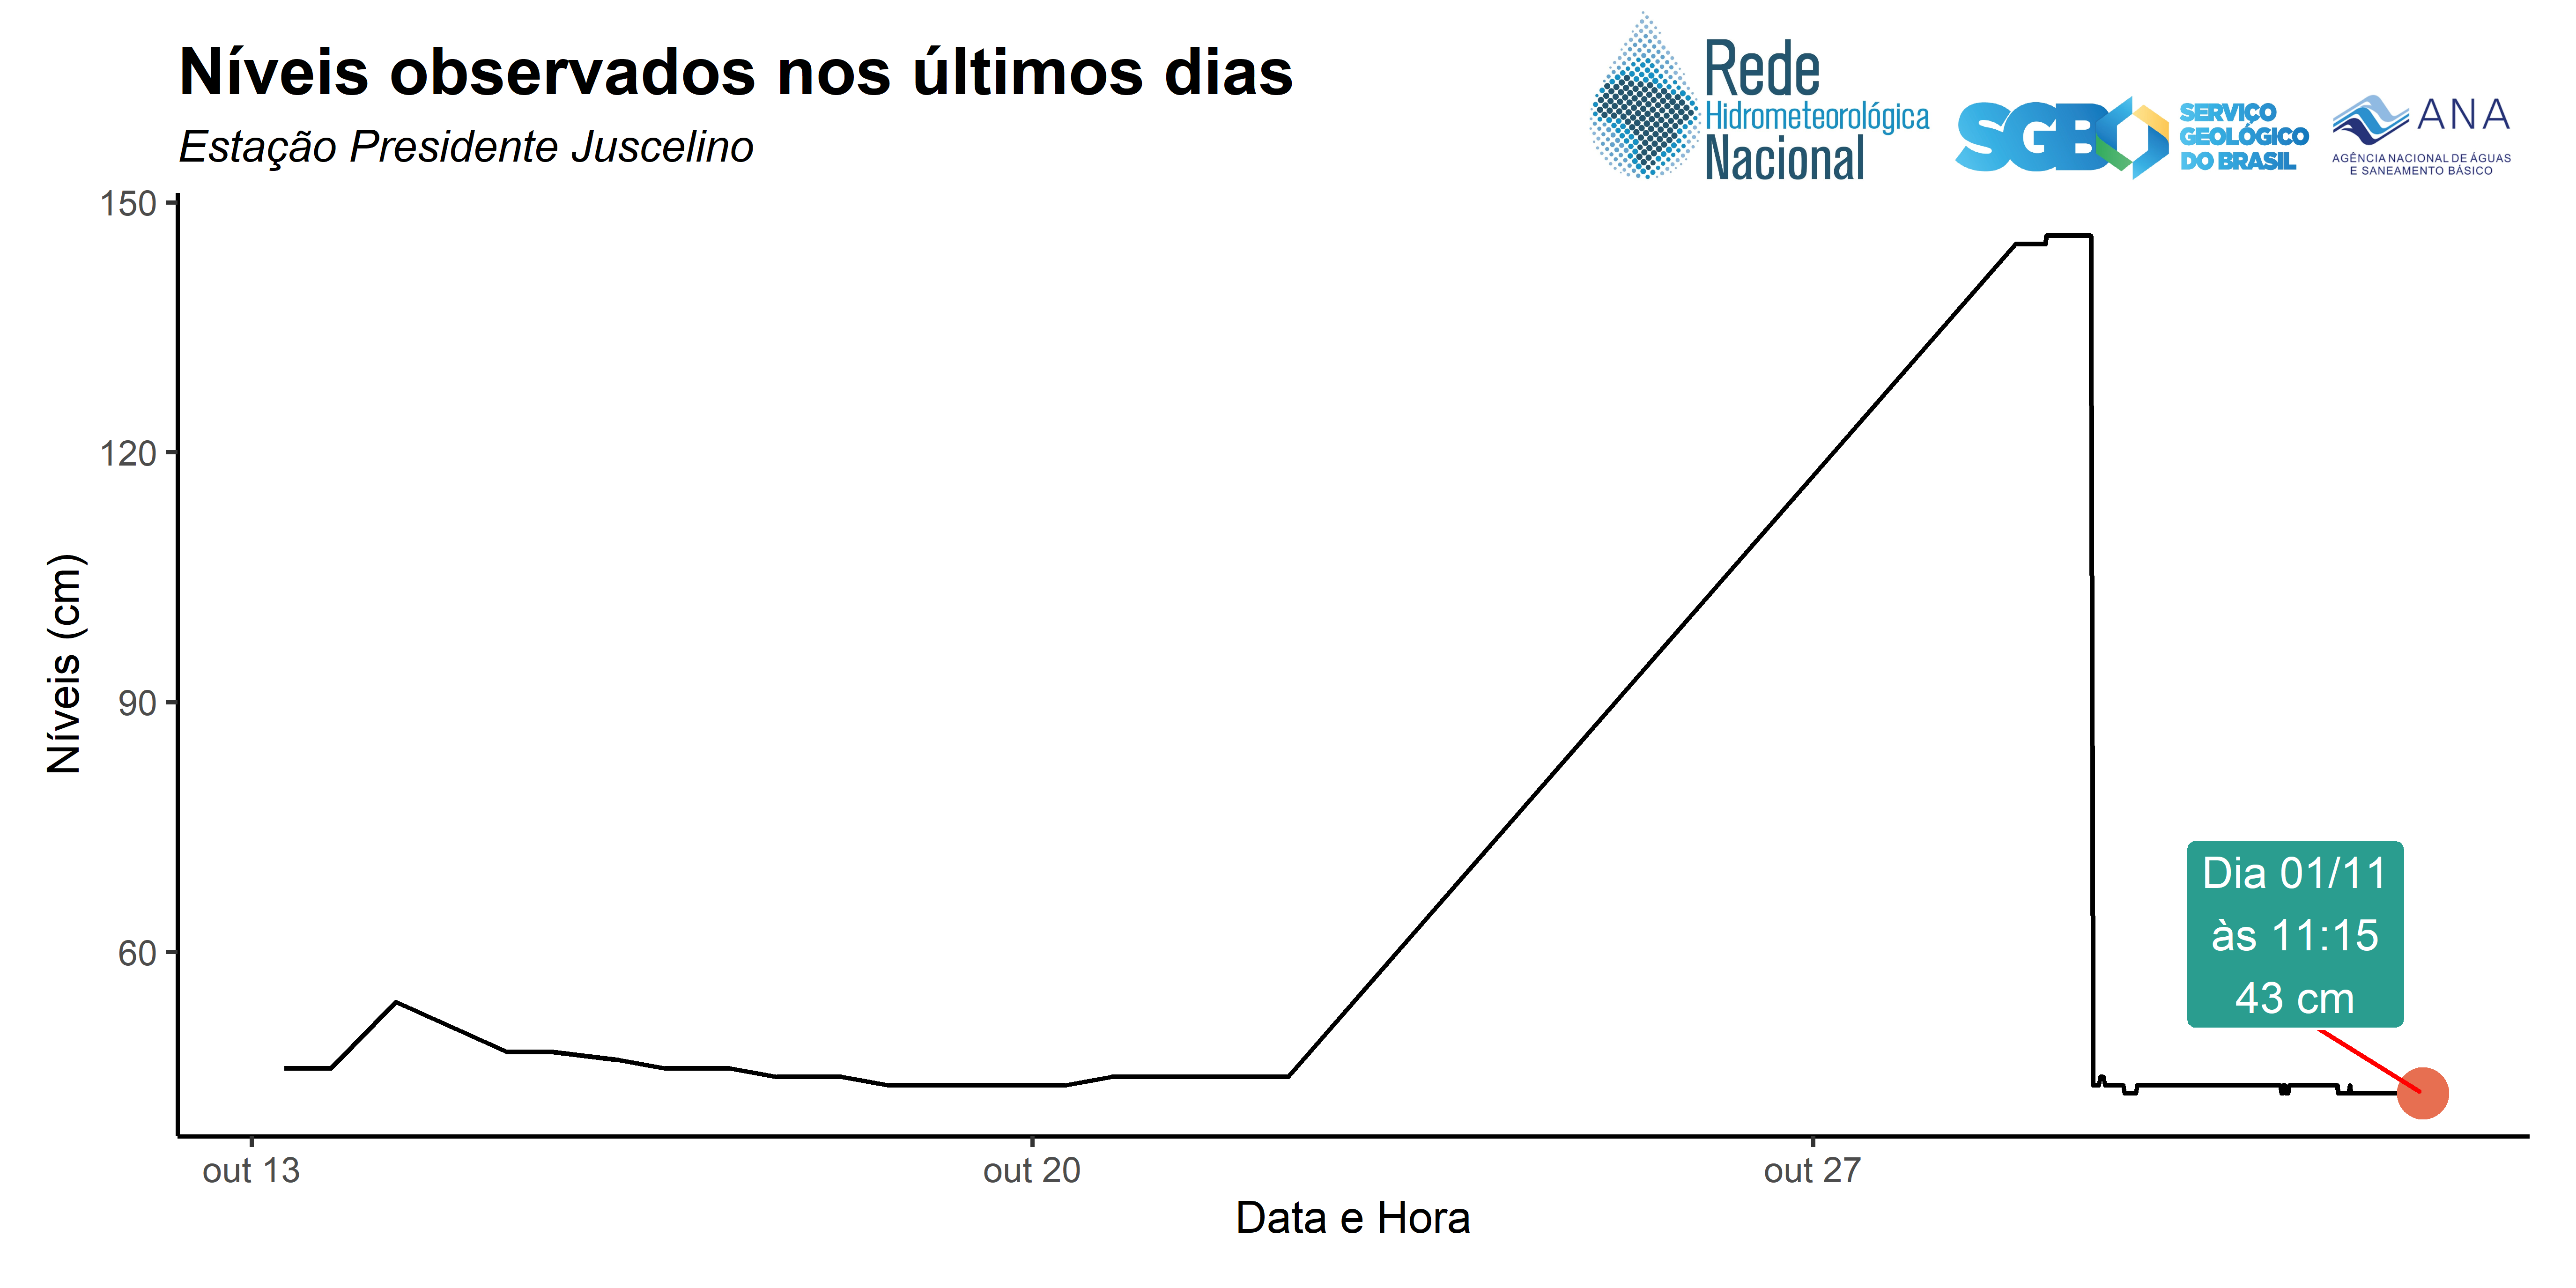 Níveis observados nos últimos dias
Estação Presidente Juscelino
Rede
Hidrometeorológica
Nacional
SGB
SERVIÇO
GEOLÓGICO
DO BRASIL
ANA
AGÊNCIA NACIONAL DE ÁGUAS
E SANEAMENTO BÁSICO
150
120
90
60
Níveis (cm)
Dia 01/11
às 11:15
43 cm
out 13
out 20
out 27
Data e Hora